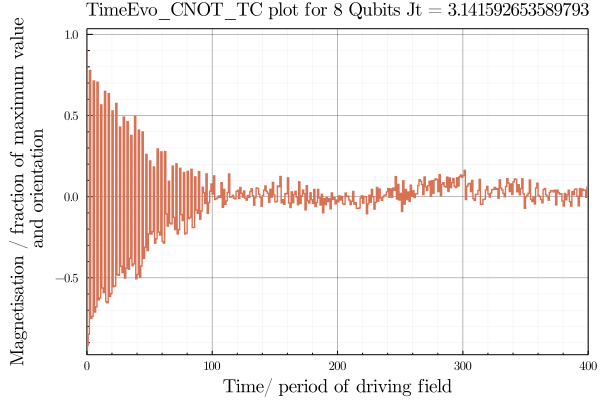 TimeEvo_CNOT_TC plot for 8 Qubits Jt = 3.141592653589793
Magnetisation / fraction of maximum value
and orientation
1.0
0.5
0.0
−0.5
0
100
200
300
400
Time/ period of driving field